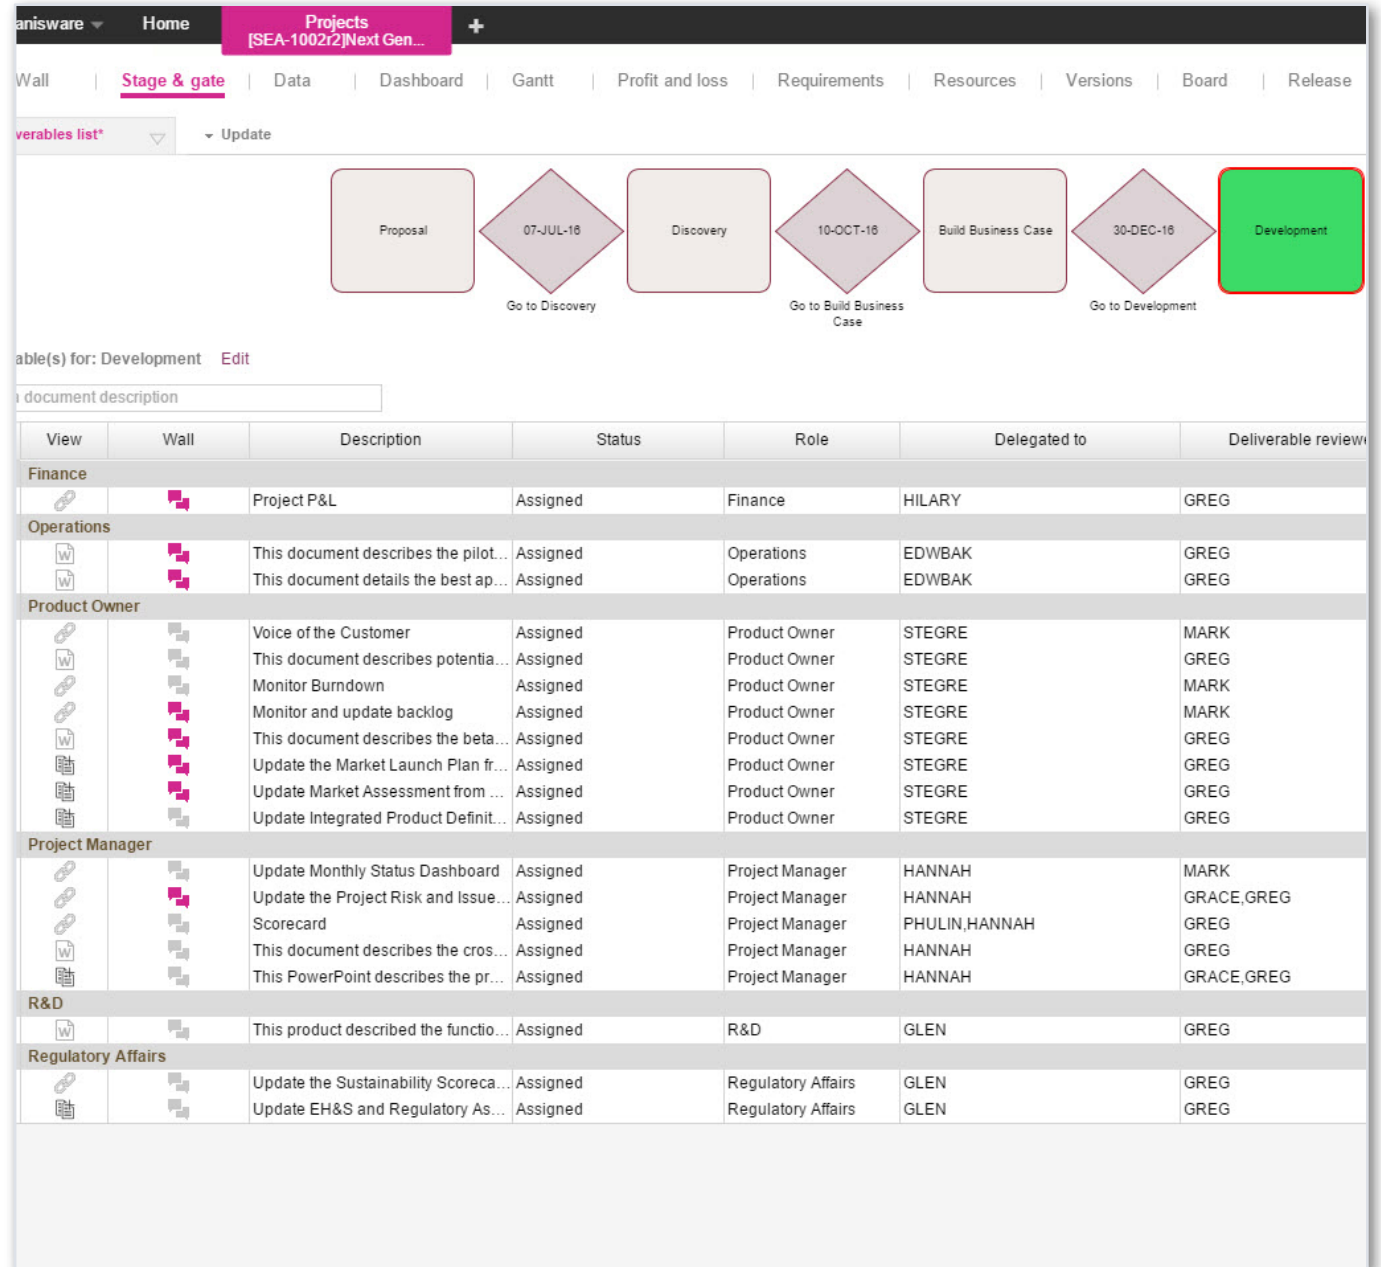 anisware Home Projects
[SEA-1002r2]Next Gen...
Wall Stage & gate Data Dashboard Gantt Profit and loss Requirements Resources Versions Board Release
verables list* Update
Proposal 07-JUL-16 Discovery 10-OCT-16 Build Business Case 30-DEC-16 Development
Go to Discovery Go to Build Business Case Go to Development
able(s) for: Development Edit
document description
View Wall Description Status Role Delegated to Deliverable reviewe
Finance
Project P&L Assigned Finance HILARY GREG
Operations
This document describes the pilot... Assigned Operations EDWBAK GREG
This document details the best ap... Assigned Operations EDWBAK GREG
Product Owner
Voice of the Customer Assigned Product Owner STEGRE MARK
This document describes potentia... Assigned Product Owner STEGRE GREG
Monitor Burndown Assigned Product Owner STEGRE MARK
Monitor and update backlog Assigned Product Owner STEGRE MARK
This document describes the beta... Assigned Product Owner STEGRE GREG
Update the Market Launch Plan fr... Assigned Product Owner STEGRE GREG
Update Market Assessment from ... Assigned Product Owner STEGRE GREG
Update Integrated Product Definit... Assigned Product Owner STEGRE GREG
Project Manager
Update Monthly Status Dashboard Assigned Project Manager HANNAH MARK
Update the Project Risk and Issue... Assigned Project Manager HANNAH GRACE,GREG
Scorecard Assigned Project Manager PHULIN,HANNAH GREG
This document describes the cros... Assigned Project Manager HANNAH GREG
This PowerPoint describes the pr... Assigned Project Manager HANNAH GRACE,GREG
R&D
This product described the functio... Assigned R&D GLEN GREG
Regulatory Affairs
Update the Sustainability Scoreca... Assigned Regulatory Affairs GLEN GREG
Update EH&S and Regulatory As... Assigned Regulatory Affairs GLEN GREG